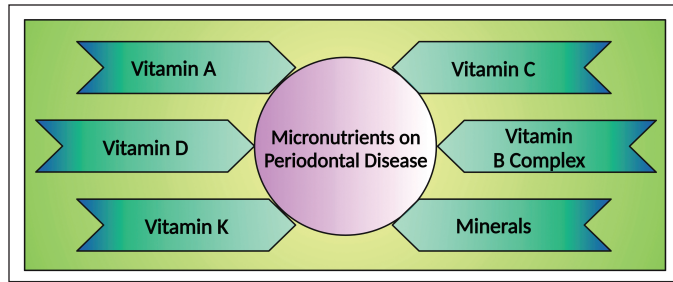 Vitamin A
Vitamin C
Micronutrients on
Periodontal Disease
Vitamin D
Vitamin
B Complex
Vitamin K
Minerals